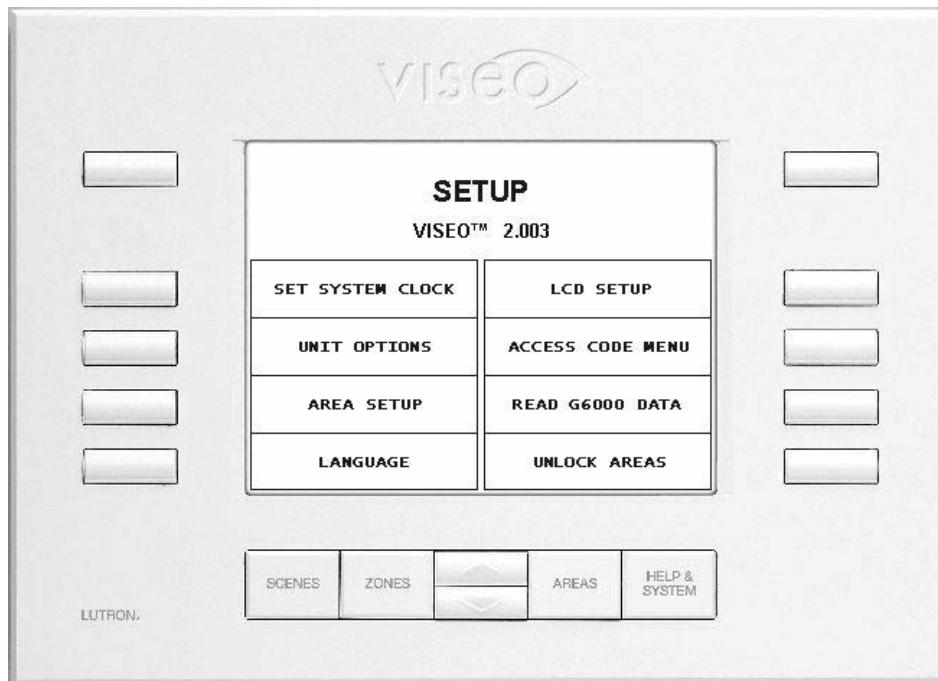 VISEO
SETUP
VISEO™ 2.003
SET SYSTEM CLOCK
LCD SETUP
UNIT OPTIONS
ACCESS CODE MENU
AREA SETUP
READ G6000 DATA
LANGUAGE
UNLOCK AREAS
SCENES
ZONES
AREAS
HELP &
SYSTEM
LUTRON.